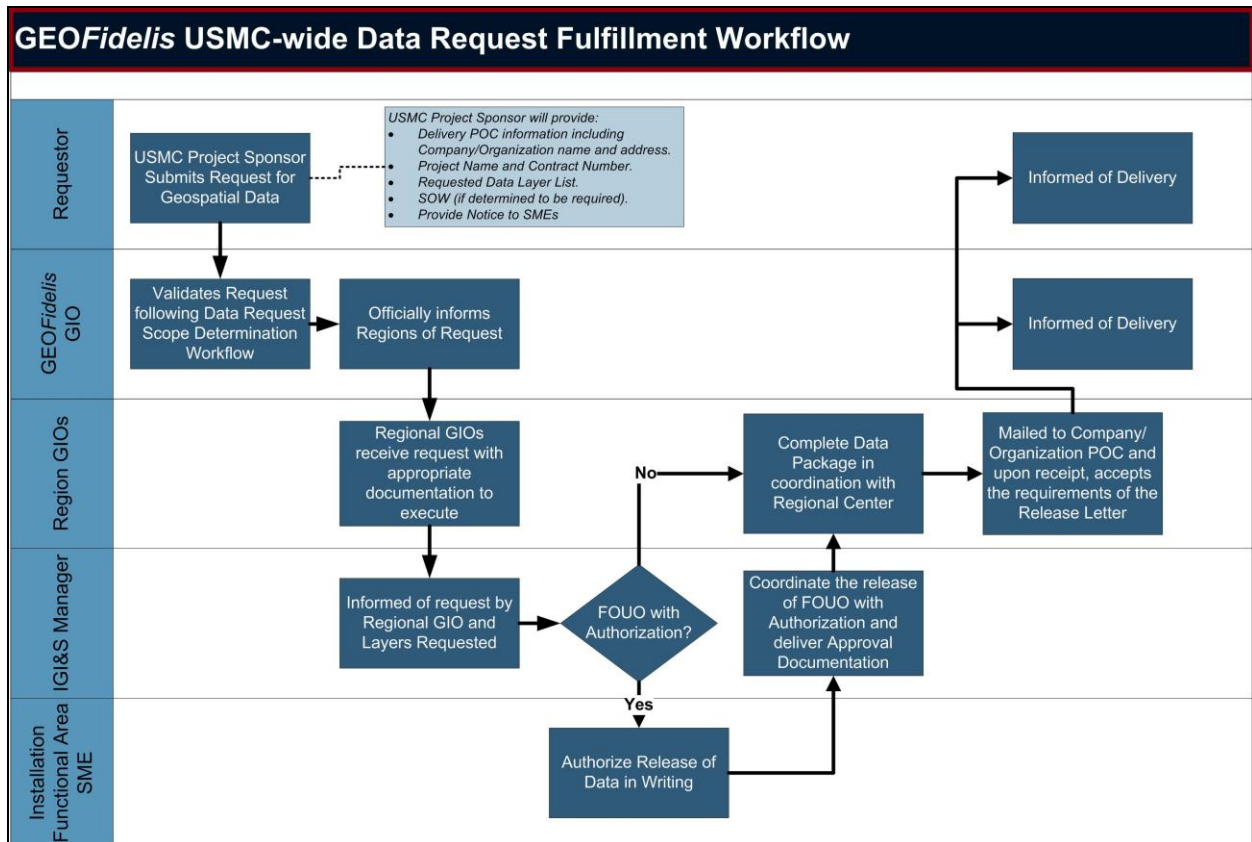 GEOFidelis USMC-wide Data Request Fulfillment Workflow
Requestor
USMC Project Sponsor
Submits Request for
Geospatial Data
USMC Project Sponsor will provide:
• Delivery POC information including
Company/Organization name and address.
• Project Name and Contract Number.
• Requested Data Layer List.
• SOW (if determined to be required).
• Provide Notice to SMEs
Informed of Delivery
GEOFidelis
GIO
Validates Request
following Data Request
Scope Determination
Workflow
Officially informs
Regions of Request
Informed of Delivery
Region GIOs
Regional GIOs
receive request with
appropriate
documentation to
execute
No
Complete Data
Package in
coordination with
Regional Center
Mailed to Company/
Organization POC and
upon receipt, accepts
the requirements of the
Release Letter
IGI&S Manager
Informed of request by
Regional GIO and
Layers Requested
FOUO with
Authorization?
Coordinate the release
of FOUO with
Authorization and
deliver Approval
Documentation
Yes
Installation
Functional Area
SME
Authorize Release of
Data in Writing